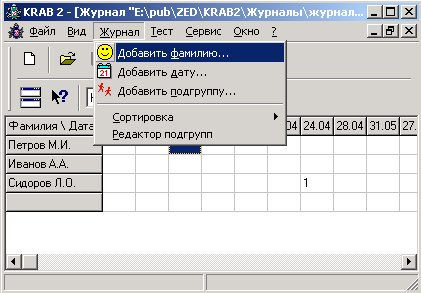 KRAB 2 - [Журнал "E:\pub\ZED\KRAB2\Журналы\журнал...
Файл Вид Журнал Тест Сервис Окно ?
Добавить фамилию...
Добавить дату...
21
Добавить подгруппу...
Сортировка
Редактор подгрупп
Фамилия \ Дата
04 24.04 28.04 31.05 27.
Петров М.И.
Иванов А.А.
Сидоров Л.О. 1